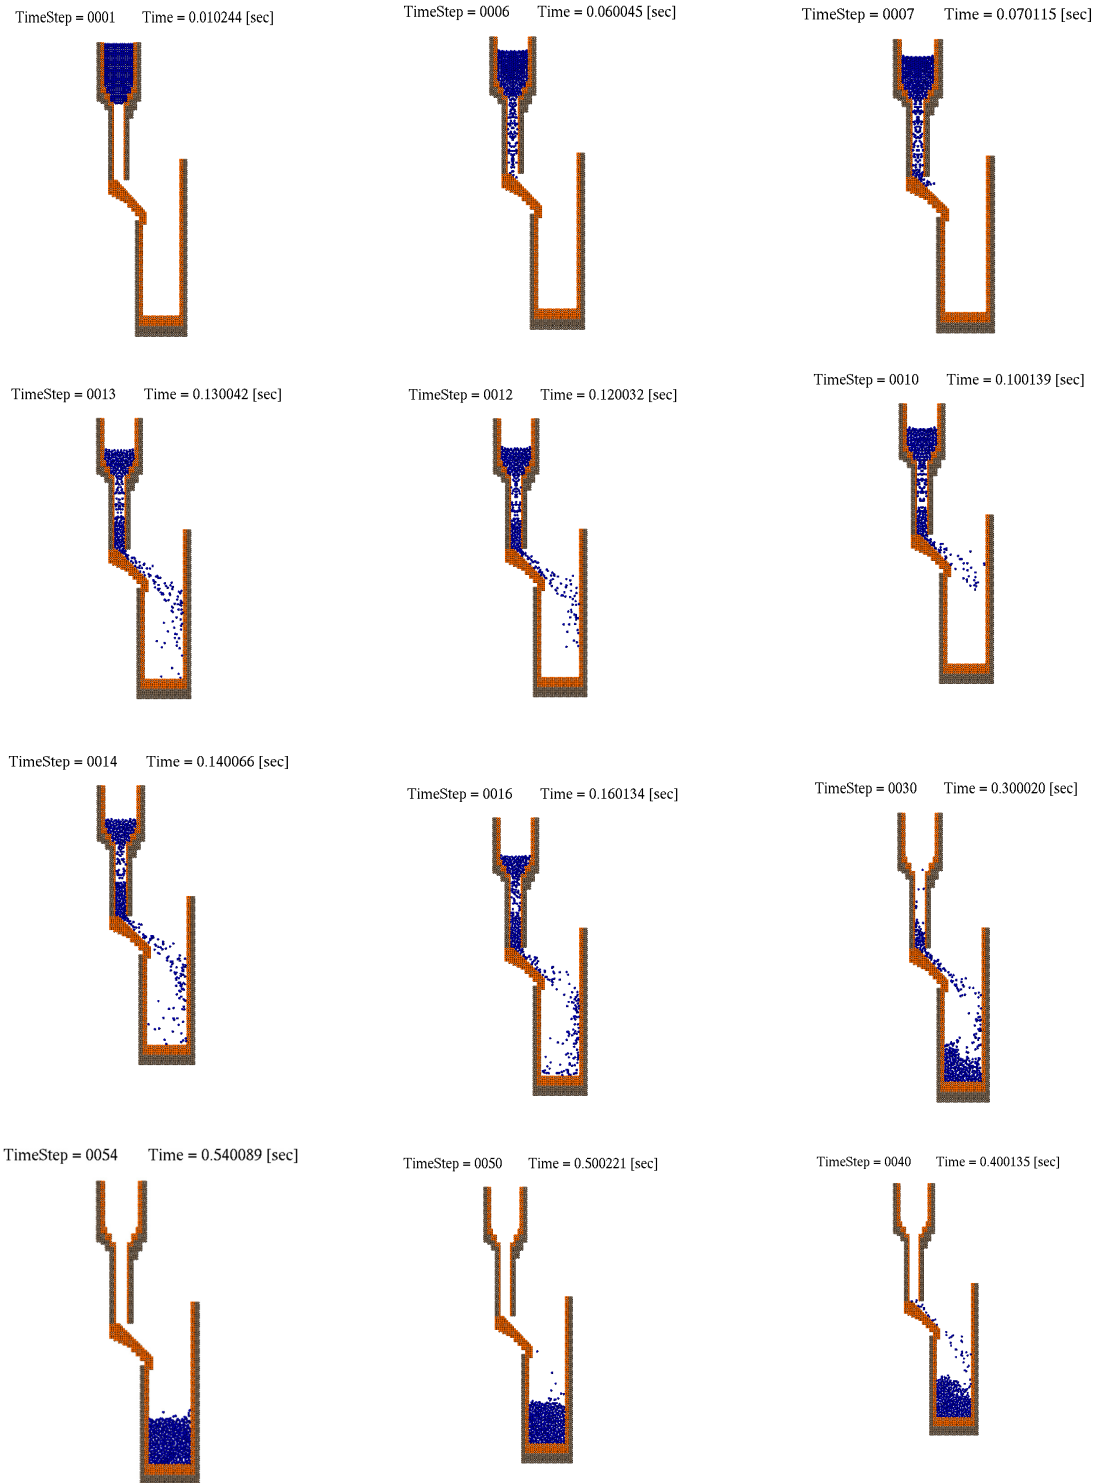 TimeStep = 0001 Time = 0.010244 [sec]
TimeStep = 0006 Time = 0.060045 [sec]
TimeStep = 0007 Time = 0.070115 [sec]
TimeStep = 0013 Time = 0.130042 [sec]
TimeStep = 0012 Time = 0.120032 [sec]
TimeStep = 0010 Time = 0.100139 [sec]
TimeStep = 0014 Time = 0.140066 [sec]
TimeStep = 0016 Time = 0.160134 [sec]
TimeStep = 0030 Time = 0.300020 [sec]
TimeStep = 0054 Time = 0.540089 [sec]
TimeStep = 0050 Time = 0.500221 [sec]
TimeStep = 0040 Time = 0.400135 [sec]